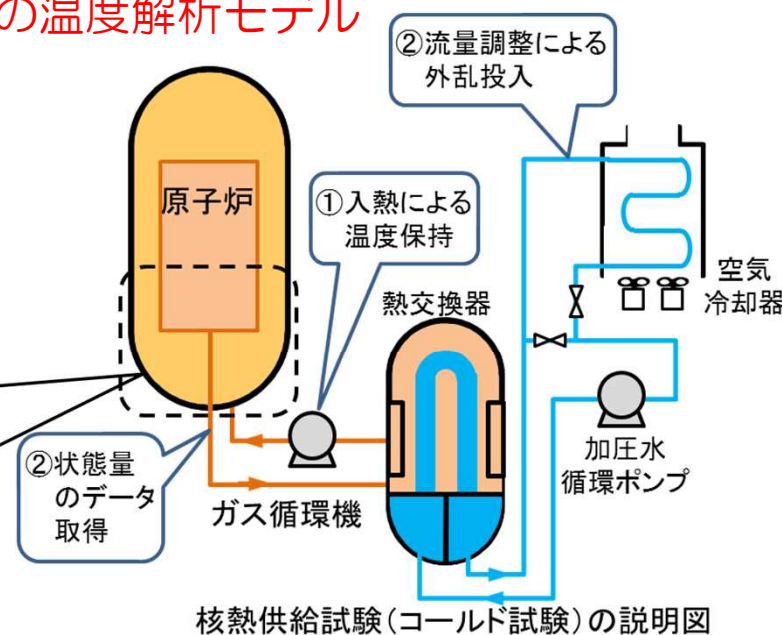 の温度解析モデル
②流量調整による
外乱投入
原子炉
①入熱による
温度保持
熱交換器
空気
冷却器
②状態量
のデータ
取得
ガス循環機
加圧水
循環ポンプ
核熱供給試験(コールド試験)の説明図